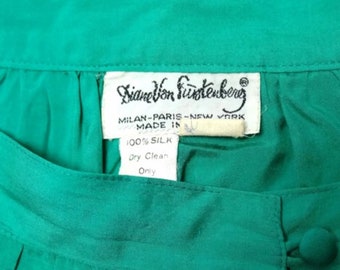 Diane Von Furstenberg®
MILAN-PARIS-NEW YORK
MADE IN
100% SILK
Dry Clean
Only